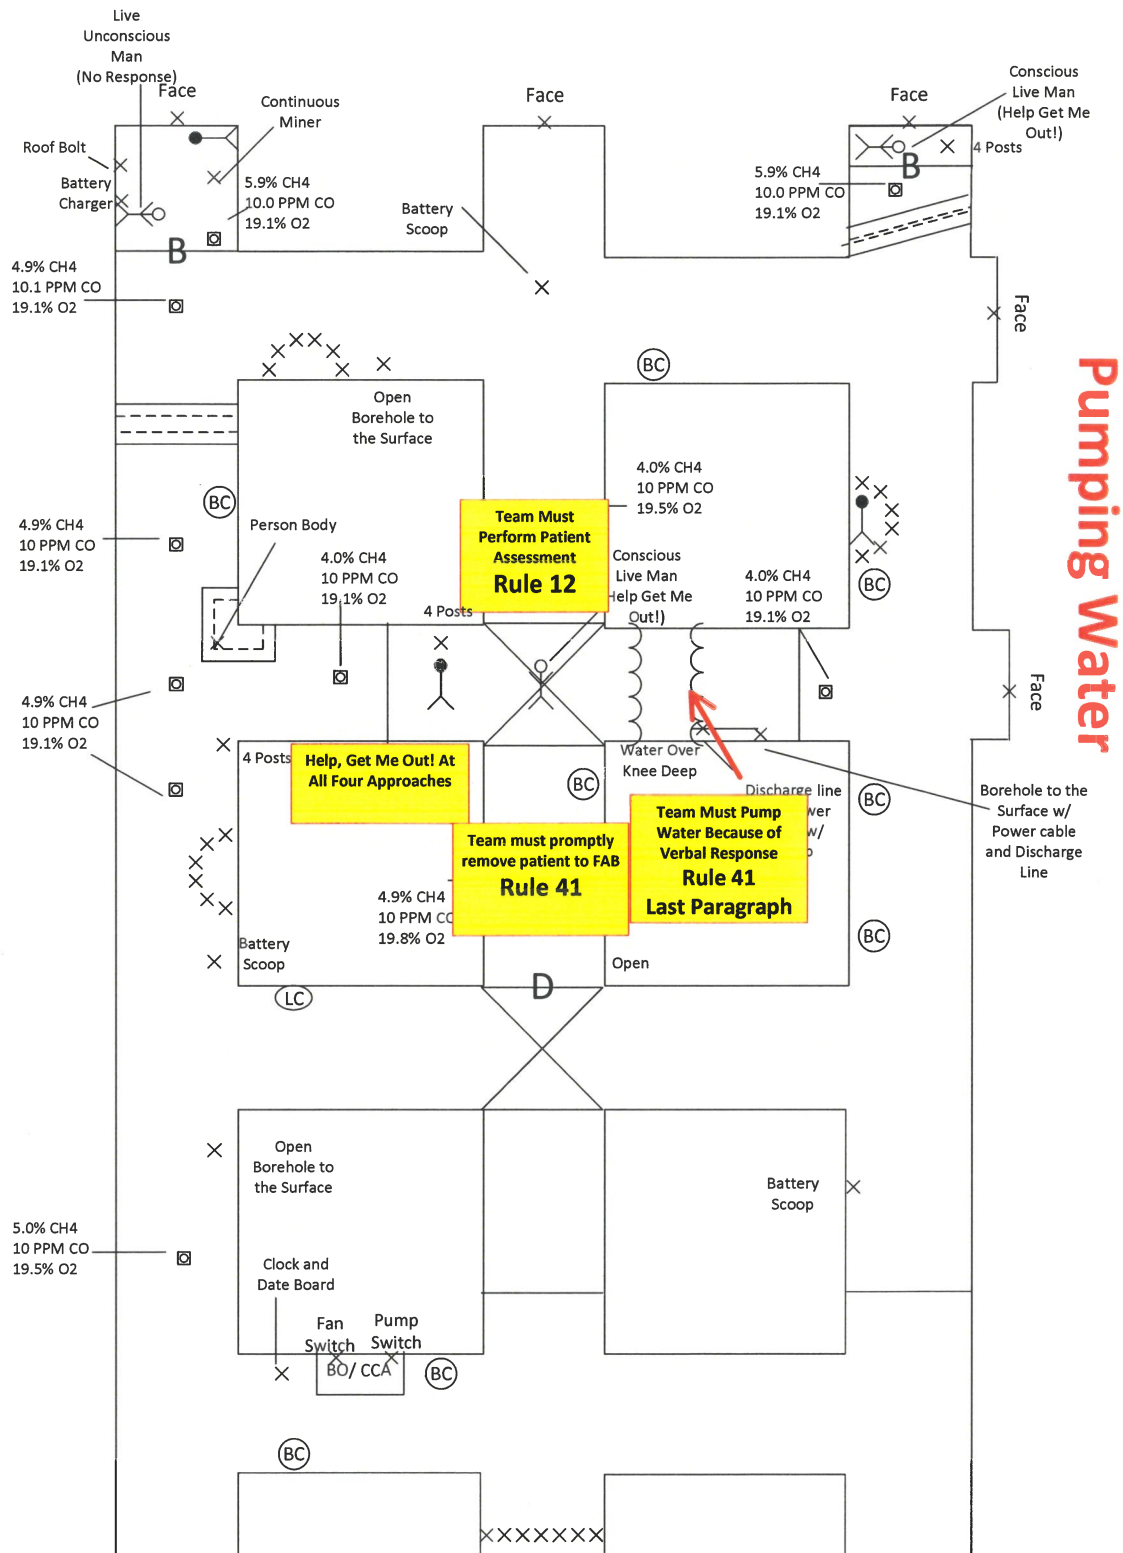 Live
Unconscious
Man
(No Response)
Face
Continuous
Miner
Roof Bolt
Battery
Charger
5.9% CH4
10.0 PPM CO
19.1% O2
B
Face
Battery
Scoop
Face
Conscious
Live Man
(Help Get Me
Out!)
4 Posts
B
5.9% CH4
10.0 PPM CO
19.1% O2
4.9% CH4
10.1 PPM CO
19.1% O2
Face
BC
Open
Borehole to
the Surface
Pumping Water
4.0% CH4
10 PPM CO
19.5% O2
BC
Team Must
Perform Patient
Assessment
Rule 12
Person Body
4.9% CH4
10 PPM CO
19.1% O2
4.0% CH4
10 PPM CO
19.1% O2
4 Posts
Conscious
Live Man
Help Get Me
Out!)
4.0% CH4
10 PPM CO
19.1% O2
BC
Face
4.9% CH4
10 PPM CO
19.1% O2
4 Posts
Help, Get Me Out! At
All Four Approaches
Water Over
Knee Deep
BC
Discharge line
BC
Borehole to the
Surface w/
Power cable
and Discharge
Line
Team must promptly
remove patient to FAB
Rule 41
Team Must Pump
Water Because of
Verbal Response
Rule 41
Last Paragraph
4.9% CH4
10 PPM CO
19.8% O2
Battery
Scoop
Open
BC
LC
D
Open
Borehole to
the Surface
Battery
Scoop
5.0% CH4
10 PPM CO
19.5% O2
Clock and
Date Board
Fan
Switch
Pump
Switch
BO/ CCA
BC
BC